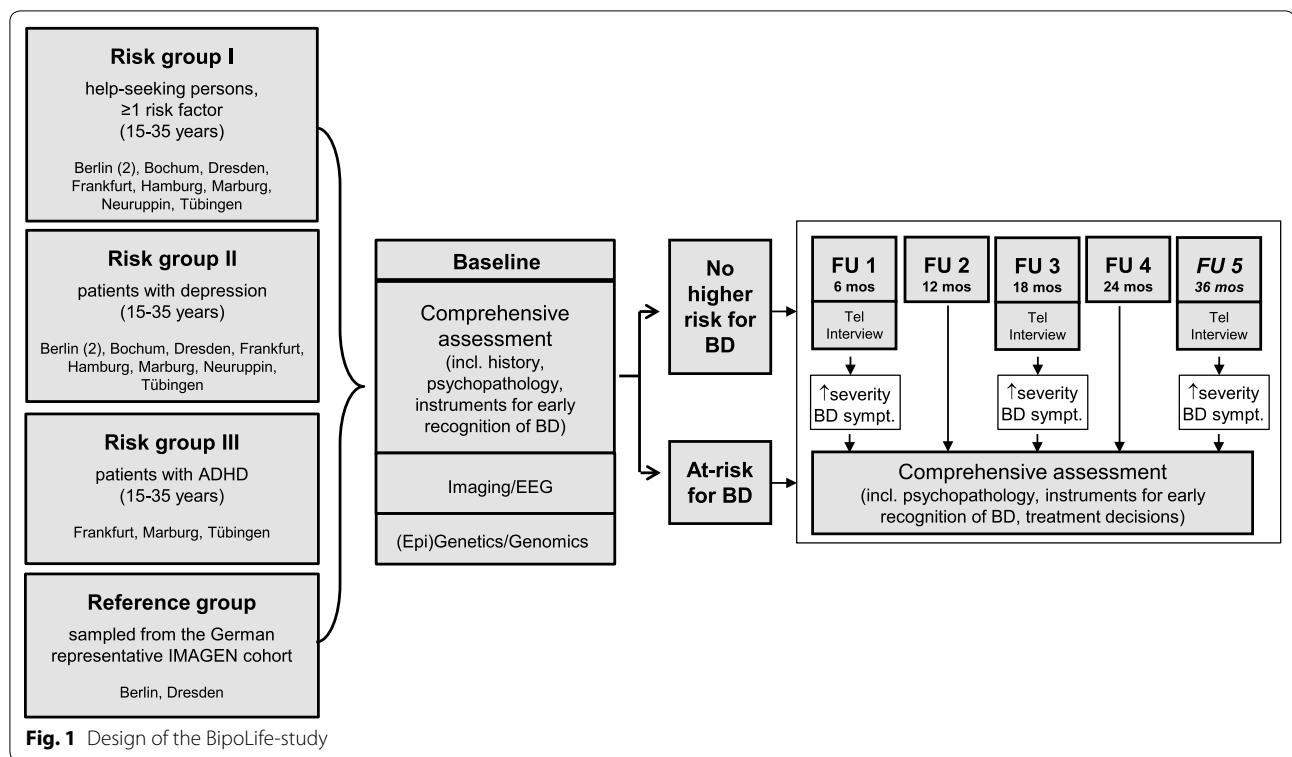 Risk group I
help-seeking persons,
≥1 risk factor
(15-35 years)
Berlin (2), Bochum, Dresden,
Frankfurt, Hamburg, Marburg,
Neuruppin, Tübingen
Risk group II
patients with depression
(15-35 years)
Berlin (2), Bochum, Dresden, Frankfurt,
Hamburg, Marburg, Neuruppin,
Tübingen
Risk group III
patients with ADHD
(15-35 years)
Frankfurt, Marburg, Tübingen
Reference group
sampled from the German
representative IMAGEN cohort
Berlin, Dresden
Baseline
Comprehensive
assessment
(incl. history,
psychopathology,
instruments for early
recognition of BD)
Imaging/EEG
(Epi)Genetics/Genomics
No
higher
risk for
BD
At-risk
for BD
FU 1
6 mos
Tel
Interview
↑severity
BD sympt.
FU 2
12 mos
FU 3
18 mos
Tel
Interview
↑severity
BD sympt.
FU 4
24 mos
FU 5
36 mos
Tel
Interview
↑severity
BD sympt.
Comprehensive assessment
(incl. psychopathology, instruments for early
recognition of BD, treatment decisions)
Fig. 1 Design of the BipoLife-study